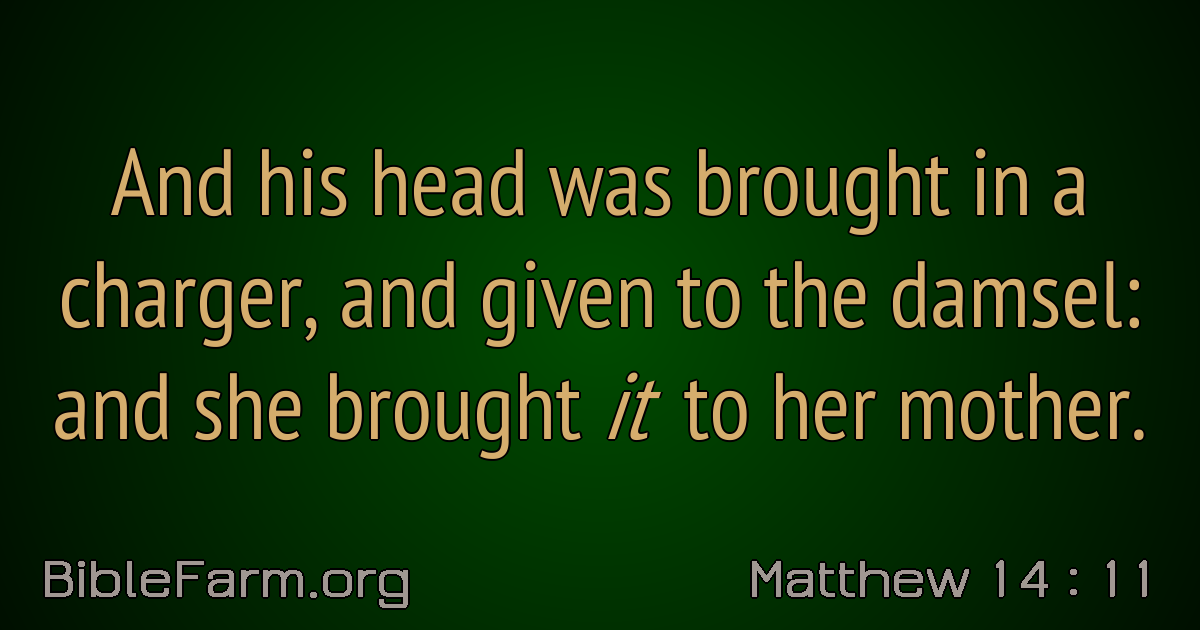 And his head was brought in a
charger, and given to the damsel:
and she brought it to her mother.
BibleFarm.org
Matthew 14 : 11